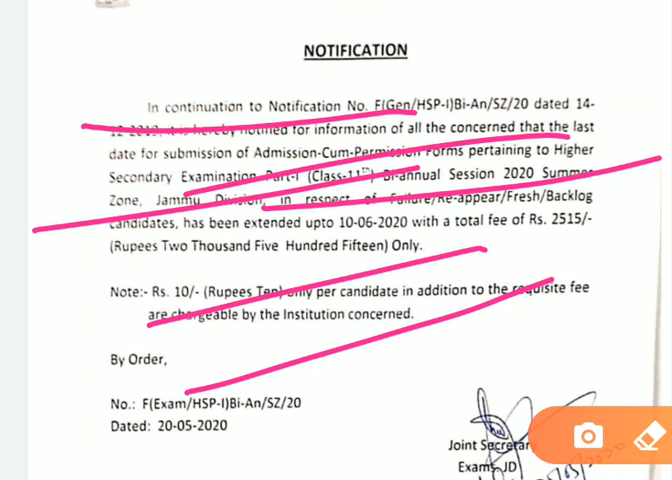 NOTIFICATION
In continuation to Notification No. F(Gen/HSP-I)Bi-An/SZ/20 dated 14-
12-2019, it is hereby notified for information of all the concerned that the last
date for submission of Admission-Cum-Permission Forms pertaining to Higher
Secondary Examination Part-I (Class-11th) Bi-annual Session 2020 Summer
Zone, Jammu Division, in respect of Failure/Re-appear/Fresh/Backlog
candidates, has been extended upto 10-06-2020 with a total fee of Rs. 2515/-
(Rupees Two Thousand Five Hundred Fifteen) Only.
Note:- Rs. 10/- (Rupees Ten) only per candidate in addition to the requisite fee
are chargeable by the Institution concerned.
By Order,
No.: F(Exam/HSP-I)Bi-An/SZ/20
Dated: 20-05-2020
Joint Secretary
Exams. JD